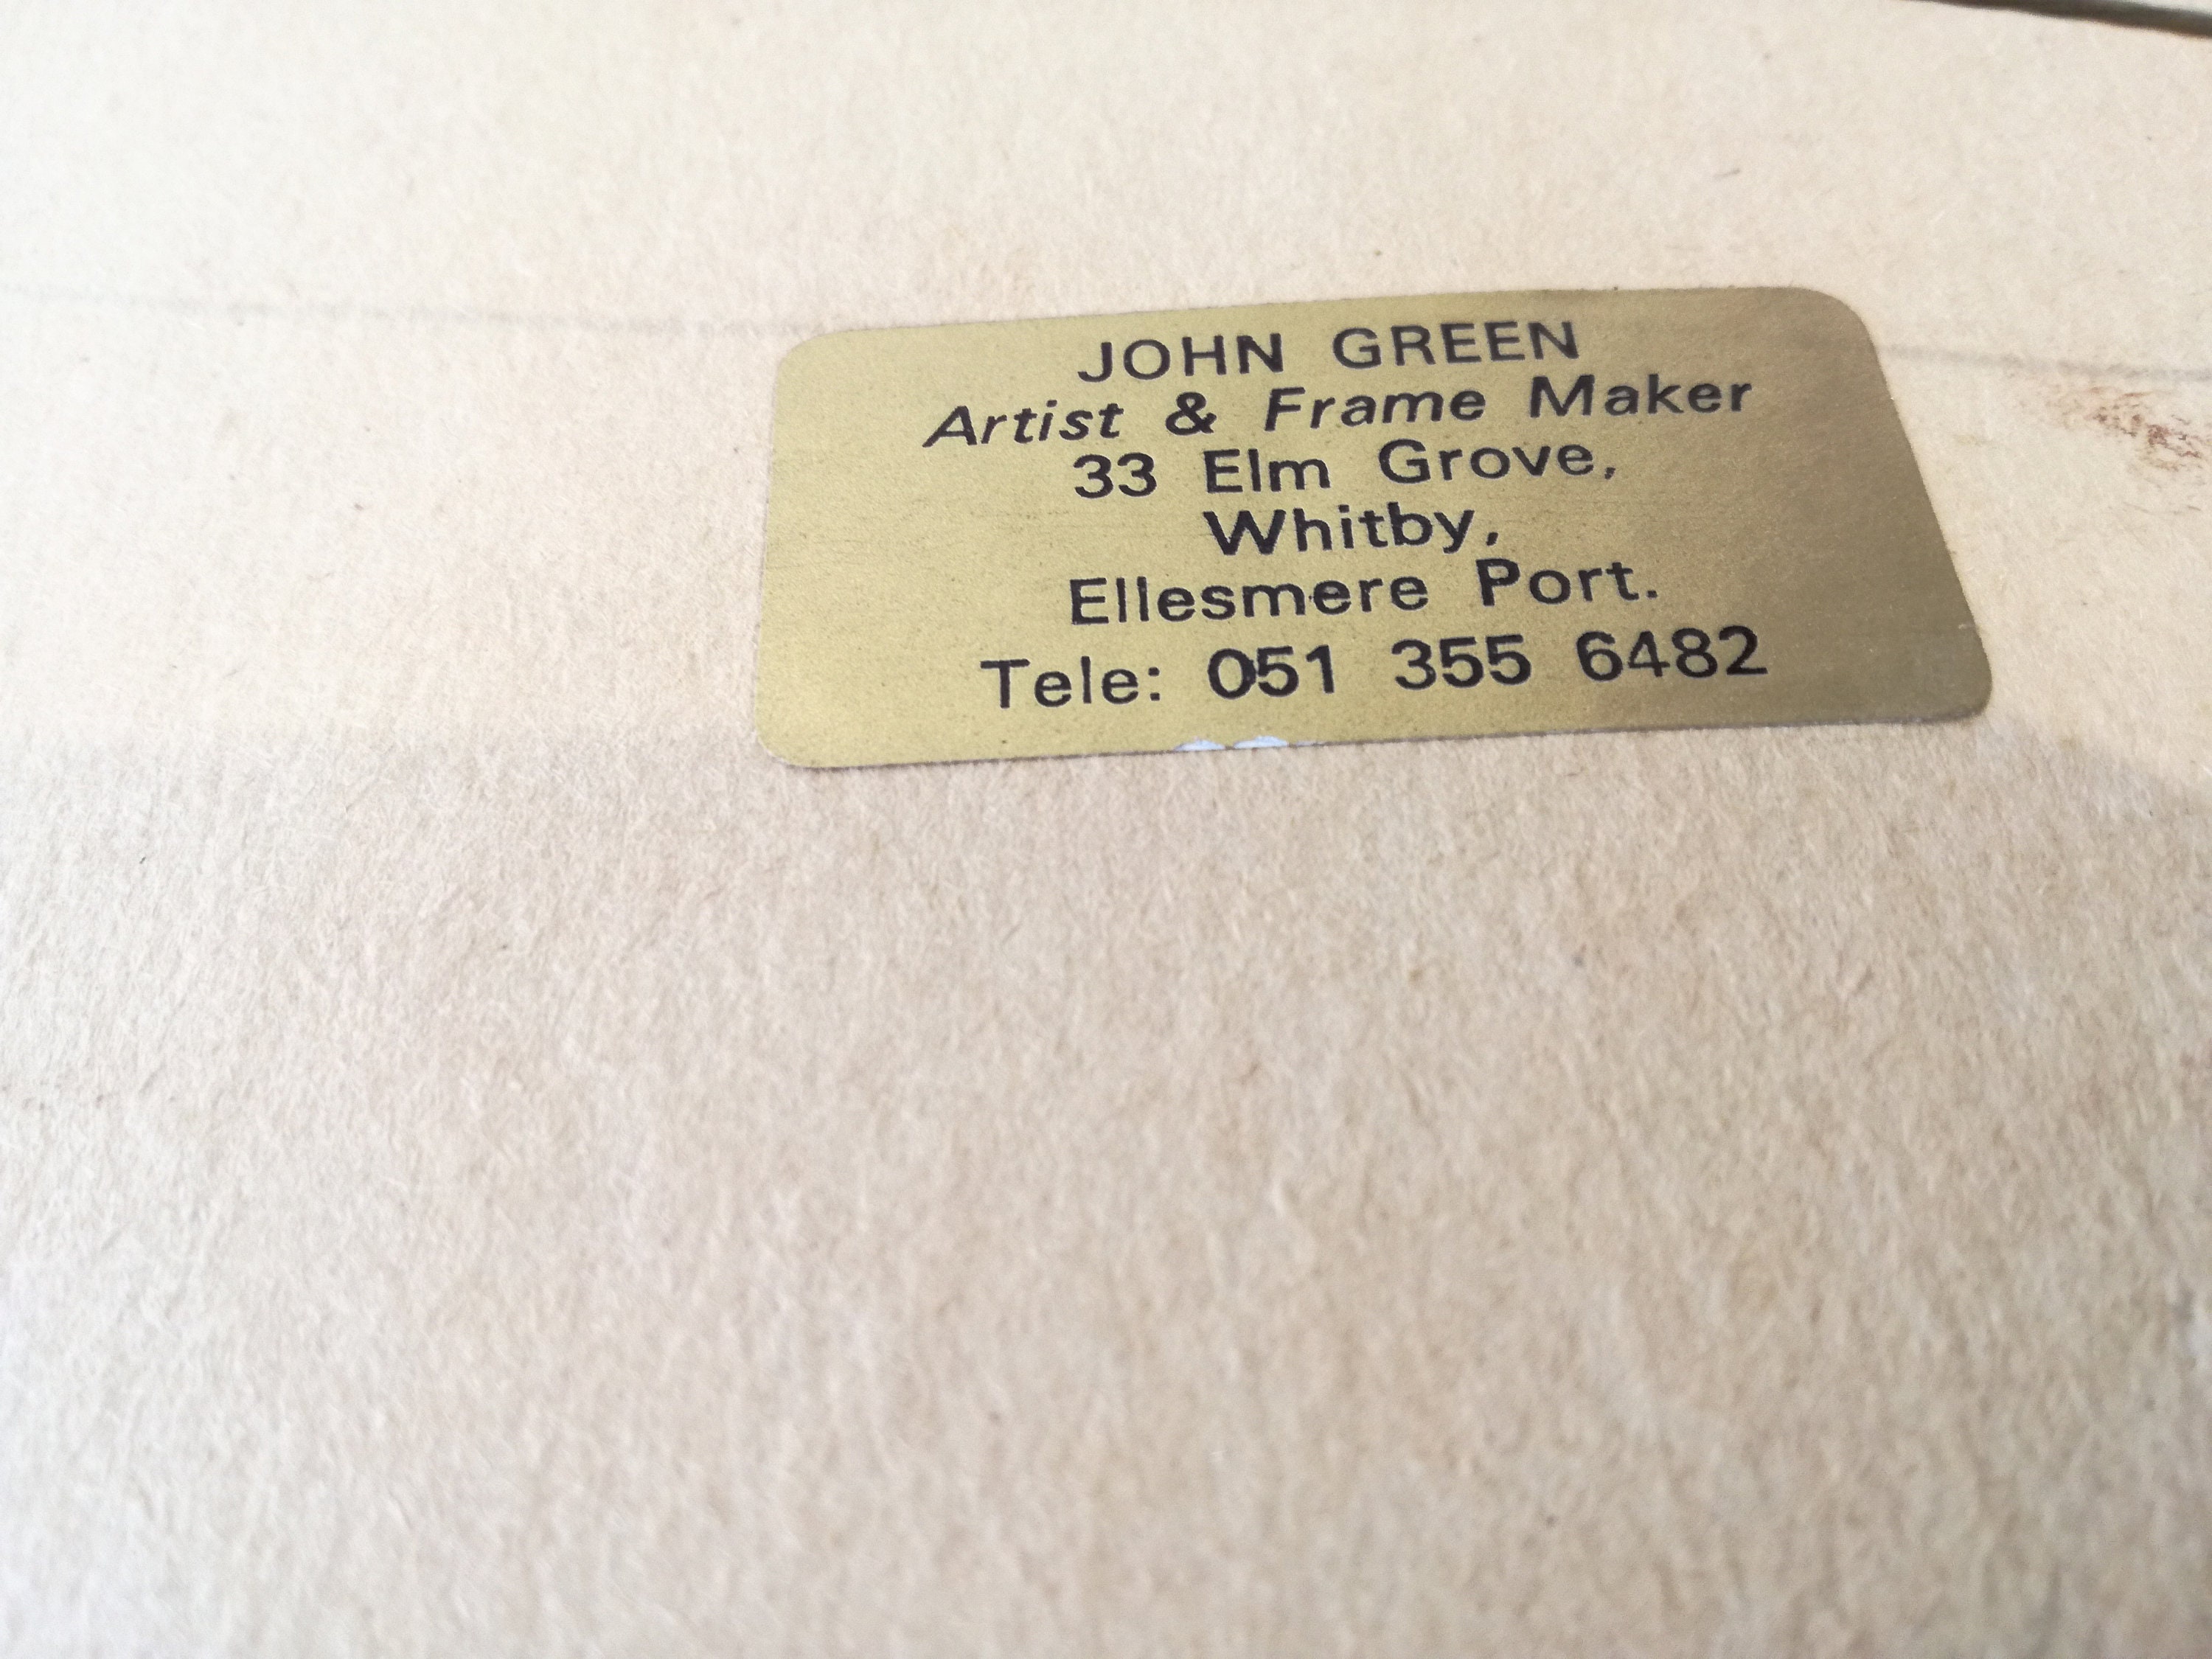 JOHN GREEN
Artist & Frame Maker
33 Elm Grove,
Whitby,
Ellesmere Port.
Tele: 051 355 6482